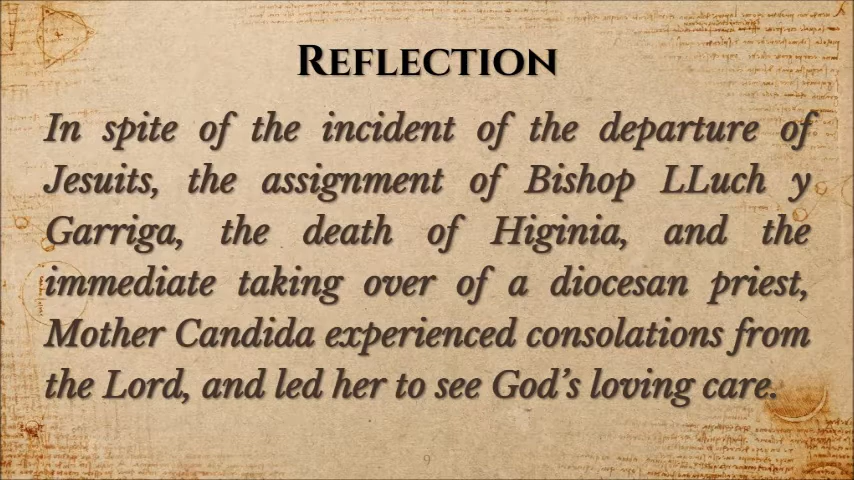 Reflection
In spite of the incident of the departure of
Jesuits, the assignment of Bishop LLuch y
Garriga, the death of Higinia, and the
immediate taking over of a diocesan priest,
Mother Candida experienced consolations from
the Lord, and led her to see God’s loving care.
9